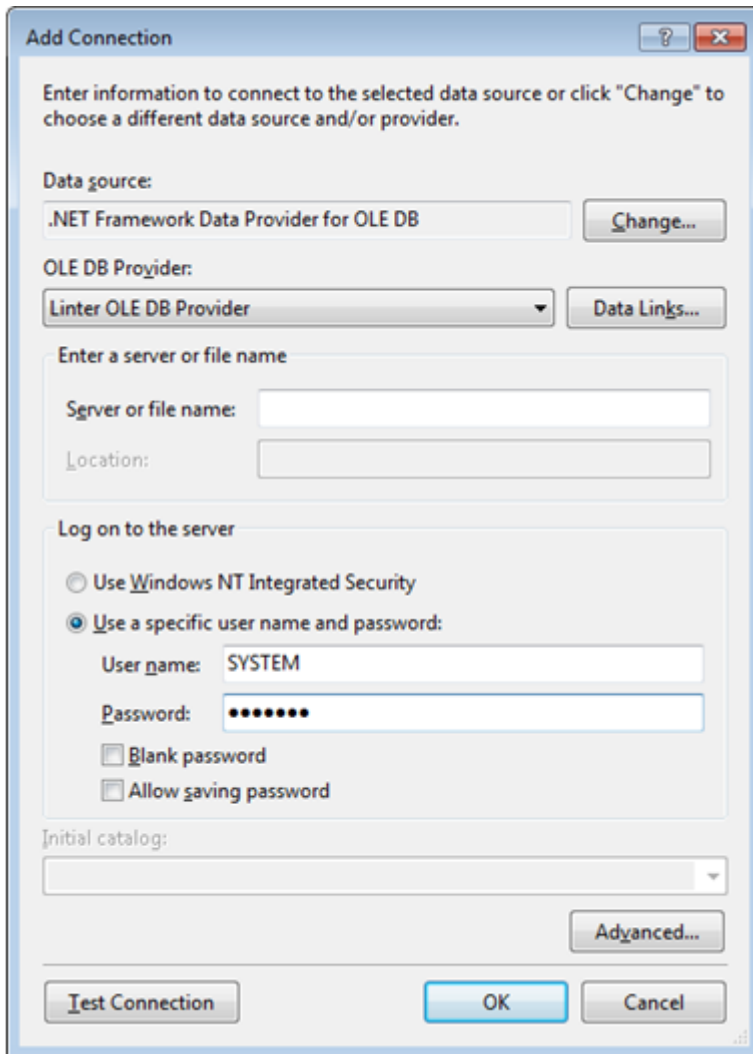 Add Connection
Enter information to connect to the selected data source or click "Change" to
choose a different data source and/or provider.
Data source:
.NET Framework Data Provider for OLE DB
Change...
OLE DB Provider:
Linter OLE DB Provider
Data Links...
Enter a server or file name
Server or file name:
Location:
Log on to the server
Use Windows NT Integrated Security
Use a specific user name and password:
User name: SYSTEM
Password: •••••••
Blank password
Allow saving password
Initial catalog:
Advanced...
Test Connection OK Cancel